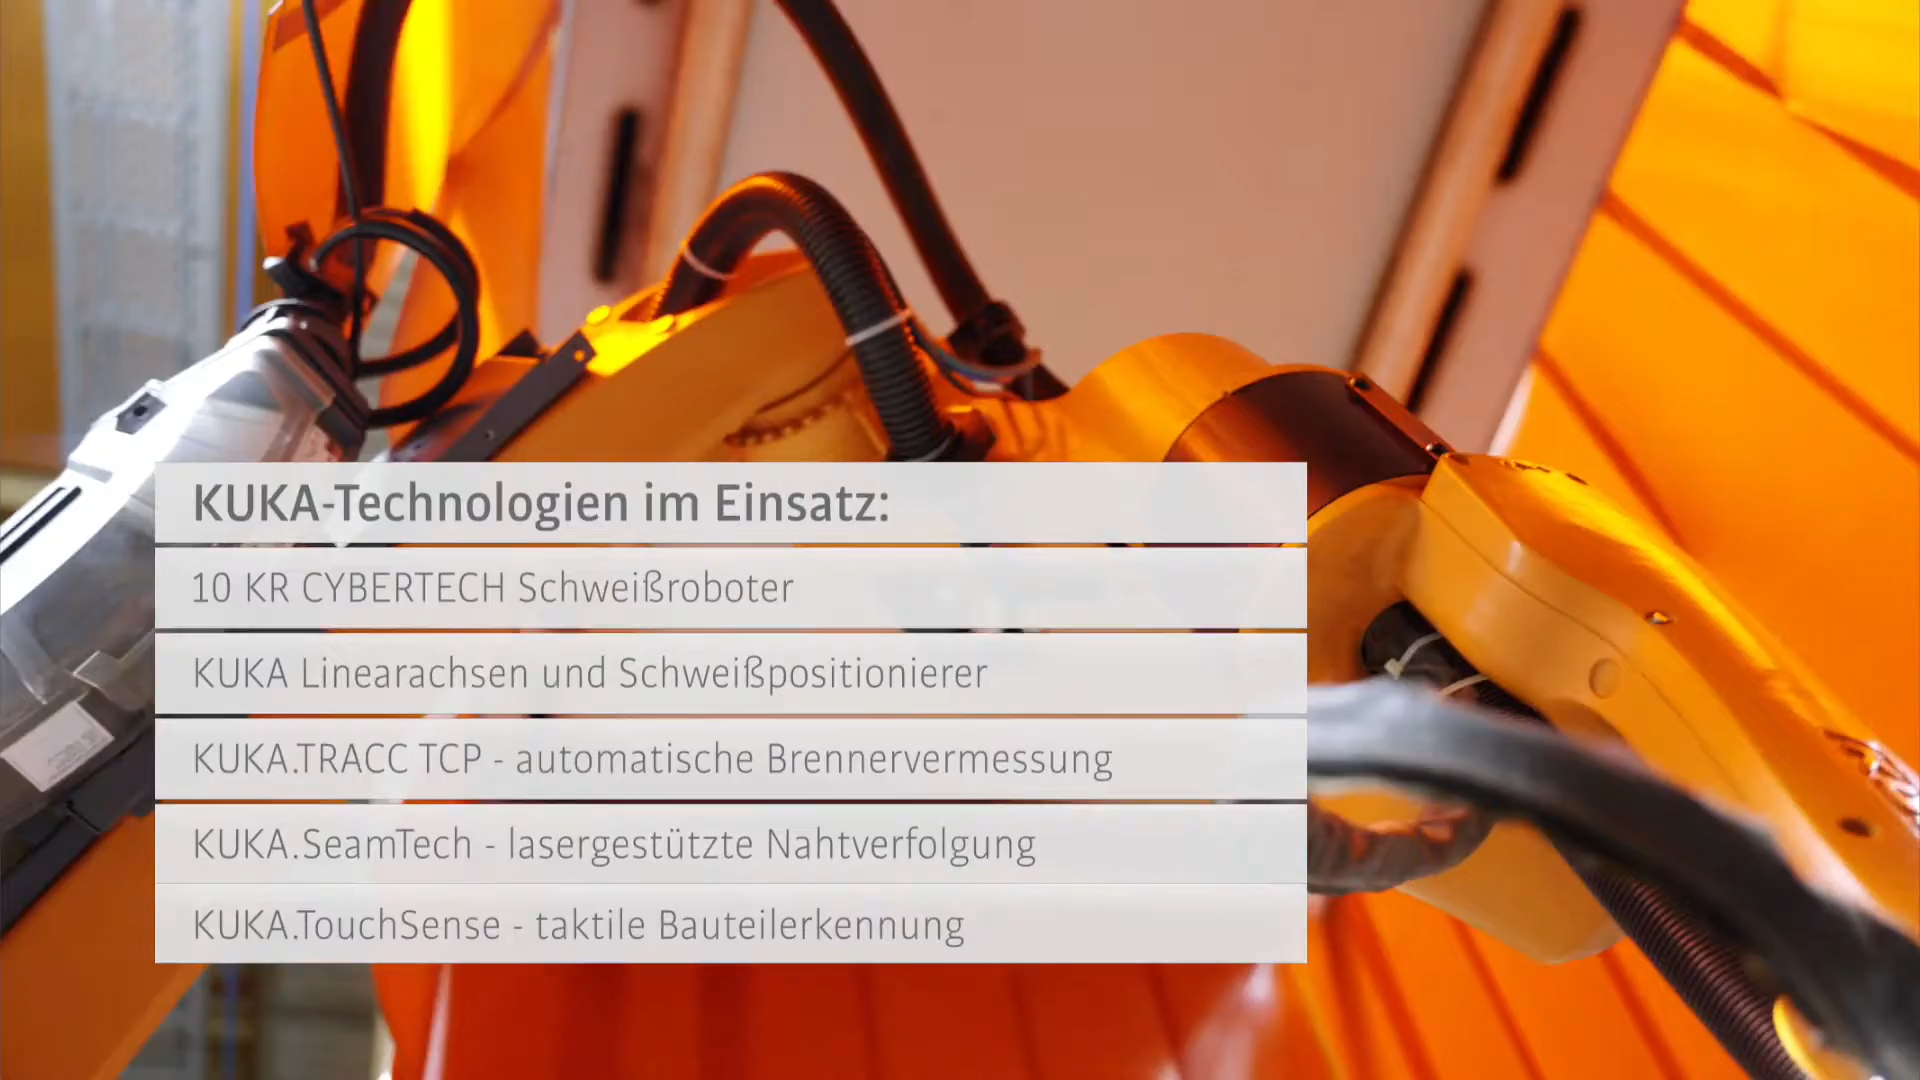 KUKA-Technologien im Einsatz:
10 KR CYBERTECH Schweißroboter
KUKA Linearachsen und Schweißpositionierer
KUKA.TRACC TCP - automatische Brennervermessung
KUKA.SeamTech - lasergestützte Nahtverfolgung
KUKA.TouchSense - taktile Bauteilerkennung